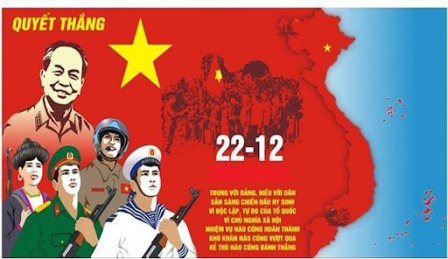 QUYẾT THẮNG
22-12
TRUNG VỚI ĐẢNG, HIẾU VỚI DÂN
SẴN SÀNG CHIẾN ĐẤU HY SINH
VÌ ĐỘC LẬP, TỰ DO CỦA TỔ QUỐC
VÌ CHỦ NGHĨA XÃ HỘI
NHIỆM VỤ NÀO CŨNG HOÀN THÀNH
KHÓ KHĂN NÀO CŨNG VƯỢT QUA
KẺ THÙ NÀO CŨNG ĐÁNH THẮNG